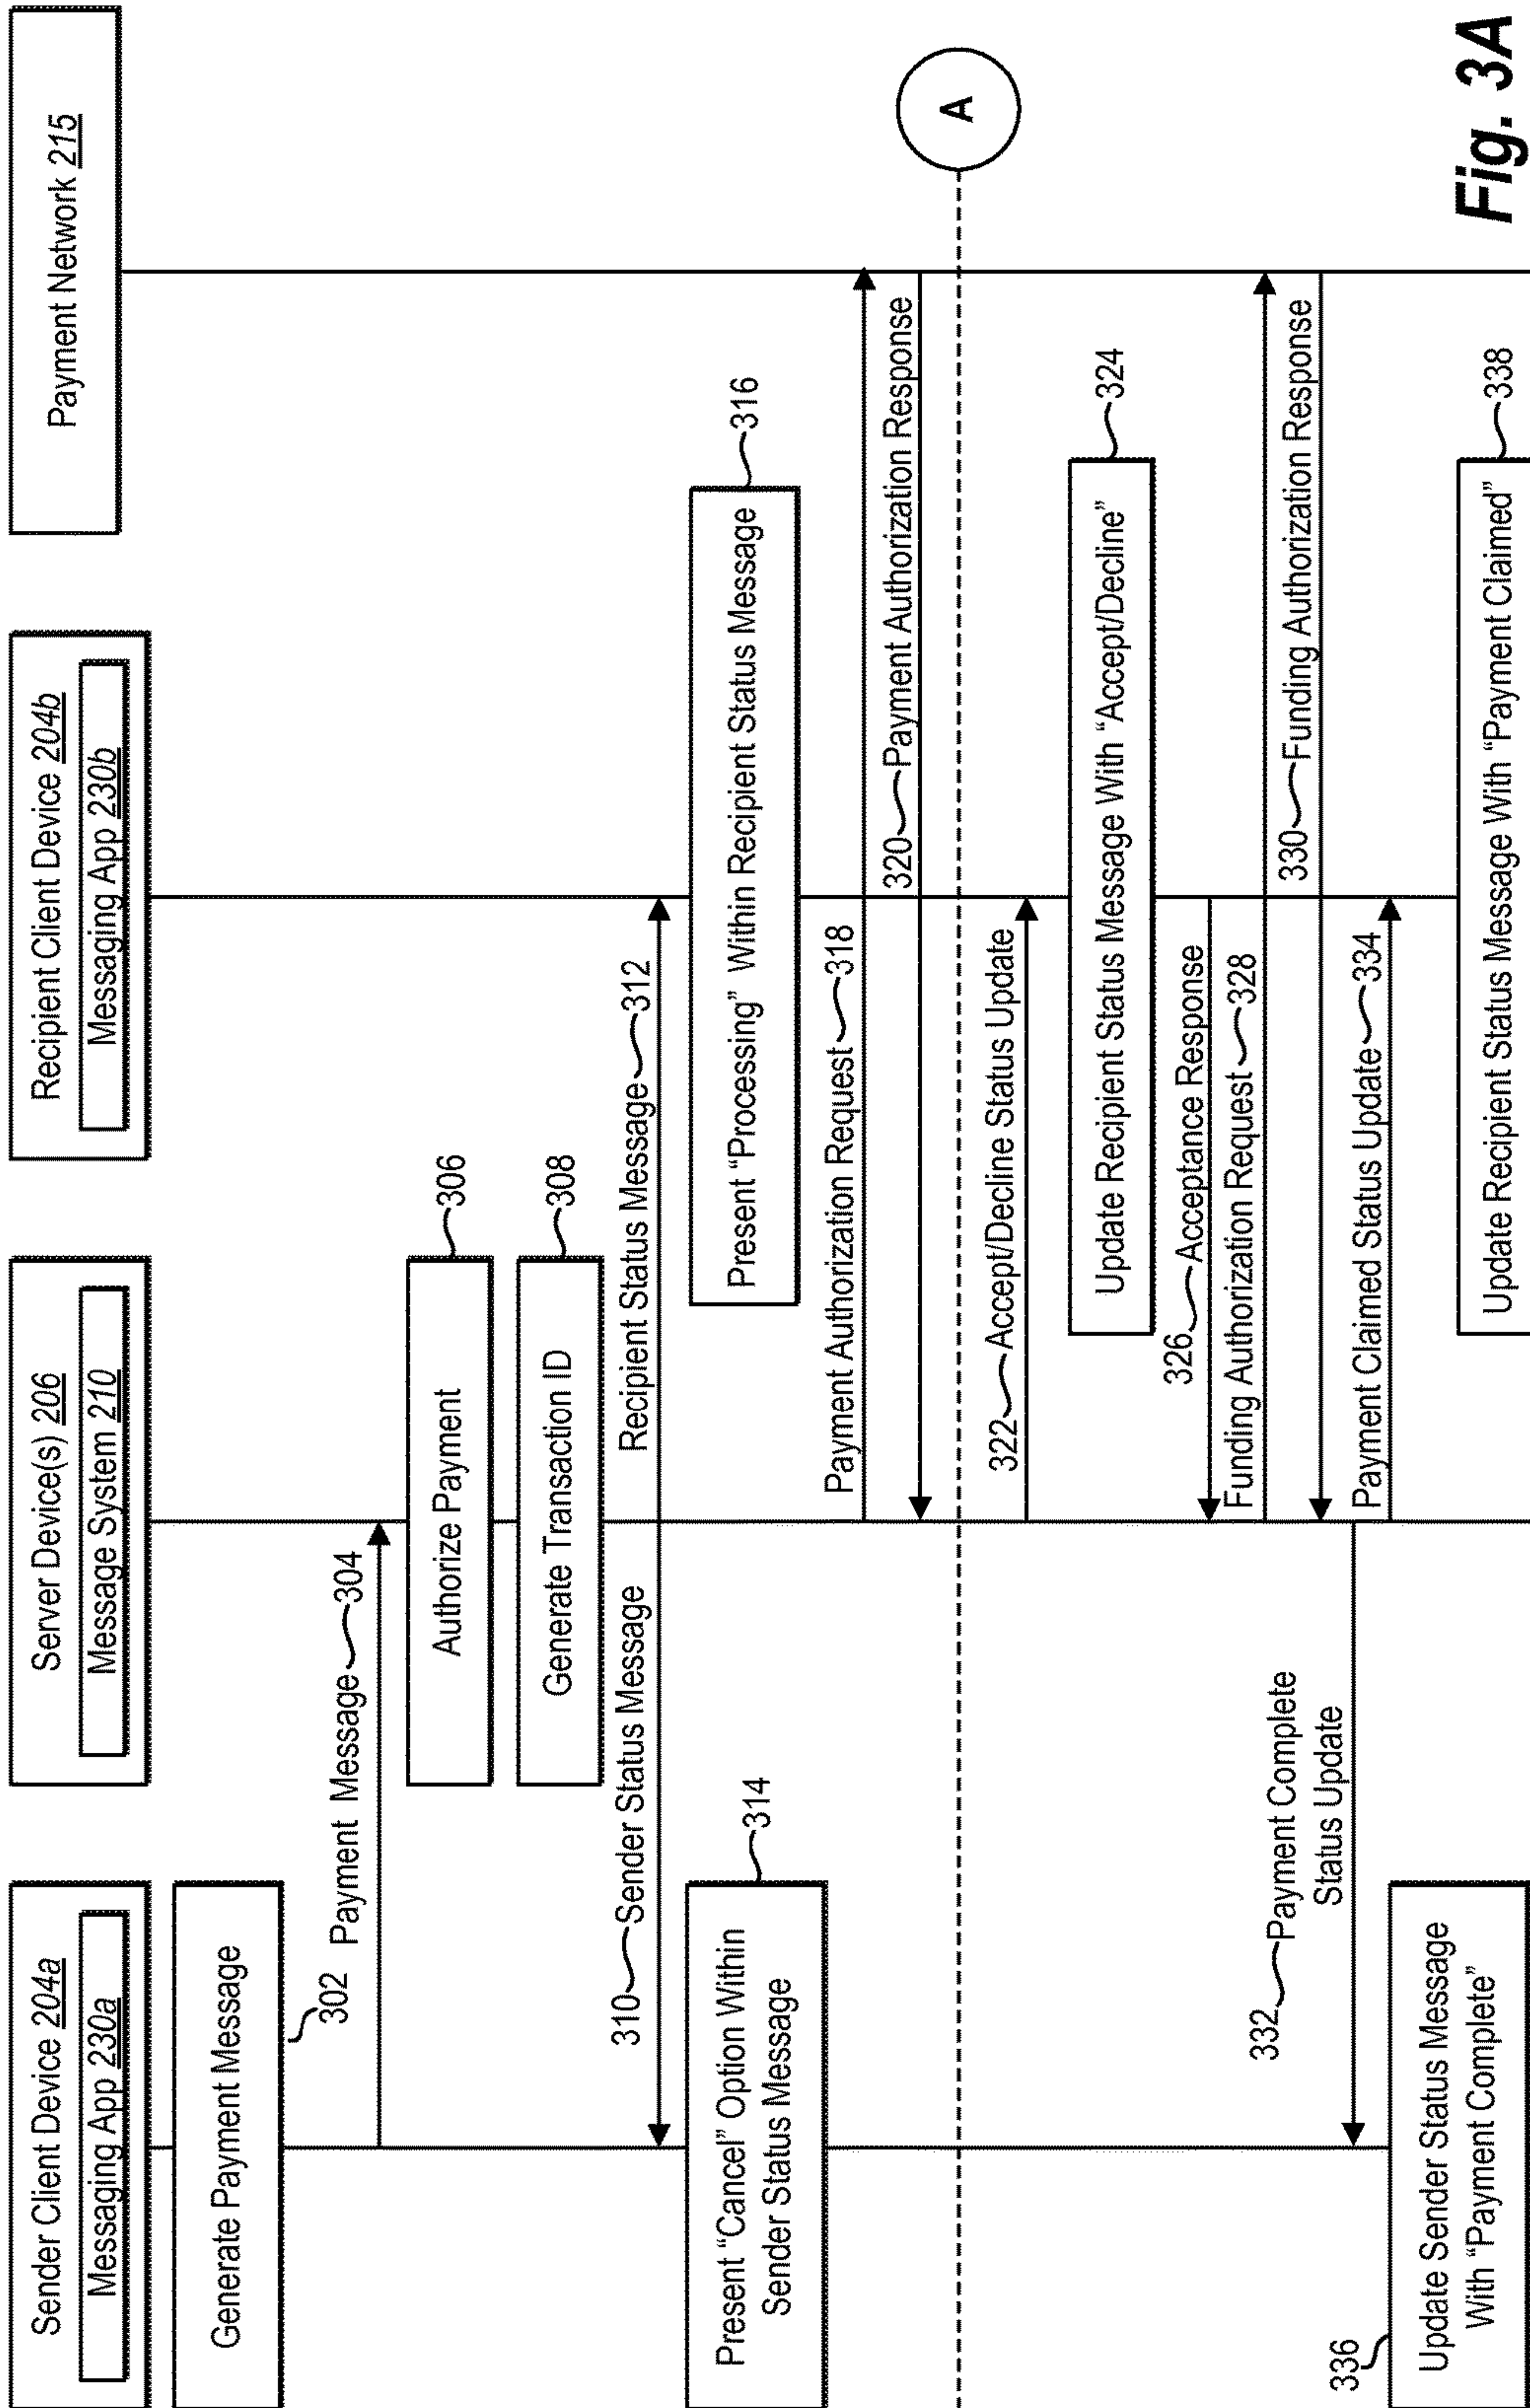 Sender Client Device 204a
Messaging App 230a
Server Device(s) 206
Message System 210
Recipient Client Device 204b
Messaging App 230b
Payment Network 215
Generate Payment Message
302
Payment Message 304
Authorize Payment
306
Generate Transaction ID
308
310 Sender Status Message
Recipient Status Message 312
Present "Cancel" Option Within
Sender Status Message
314
Present “Processing” Within Recipient Status Message
316
Payment Authorization Request 318
320 Payment Authorization Response
A
322 Accept/Decline Status Update
Update Recipient Status Message With “Accept/Decline”
324
326 Acceptance Response
Funding Authorization Request 328
330 Funding Authorization Response
332 Payment Complete
Status Update
Payment Claimed Status Update 334
336
Update Sender Status Message
With “Payment Complete”
Update Recipient Status Message With “Payment Claimed”
338
Fig. 3A